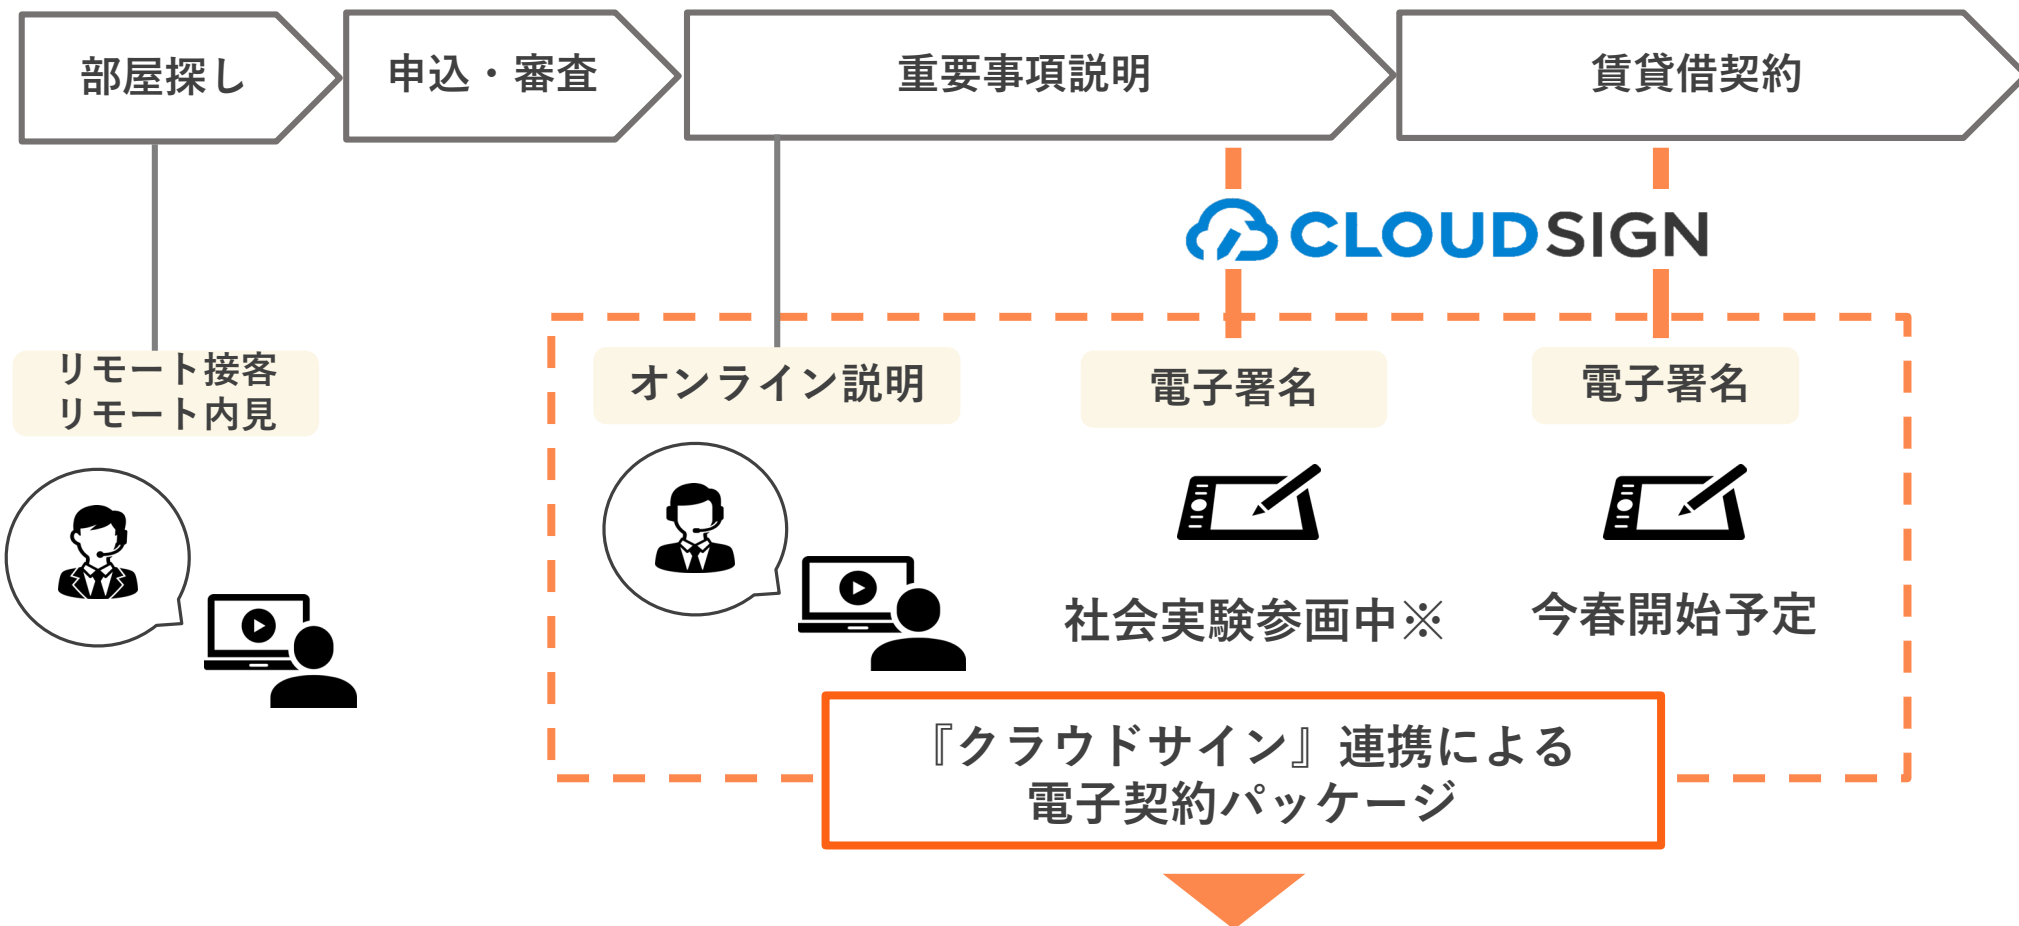 部屋探し
申込・審査
重要事項説明
賃貸借契約
CLOUDSIGN
リモート接客
リモート内見
オンライン説明
電子署名
電子署名
社会実験参画中※
今春開始予定
『クラウドサイン』連携による
電子契約パッケージ